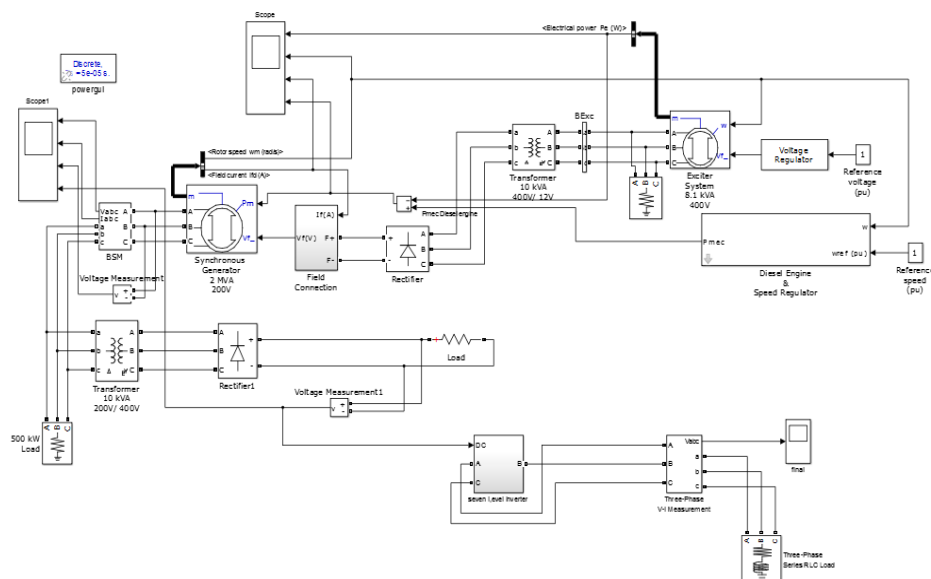 Scope
<Electrical power Pe (W)>
Discrete,
= 5e-05 s.
powergui
Scope1
BExc
m
w
A
B
C
Vf_
Exciter
System
8.1 kVA
400V
Voltage
Regulator
1
Reference
voltage
(pu)
a
b
c
A
B
C
Transformer
10 kVA
400V/ 12V
A B C
<Rotor speed wm (rad/s)>
<Field current Ifd (A)>
m
Pm
A
B
C
Vf_
Synchronous
Generator
2 MVA
200V
Vabc
Iabc
a
b
c
A
B
C
BSM
If(A)
Vf(V)
F+
F-
Field
Connection
+
-
A
B
C
Rectifier
Pmec Diesel engine
Pmec
w
wref (pu)
Diesel Engine
&
Speed Regulator
1
Reference
speed
(pu)
Voltage Measurement
v
+
-
a
b
c
A
B
C
Transformer
10 kVA
200V/ 400V
A
B
C
+
-
Rectifier1
+
Load
Voltage Measurement1
v
+
-
A B C
500 kW
Load
DC
A
C
B
seven Level Inverter
A
B
C
Vabc
a
b
c
Three-Phase
V-I Measurement
final
A B C
Three-Phase
Series RLC Load